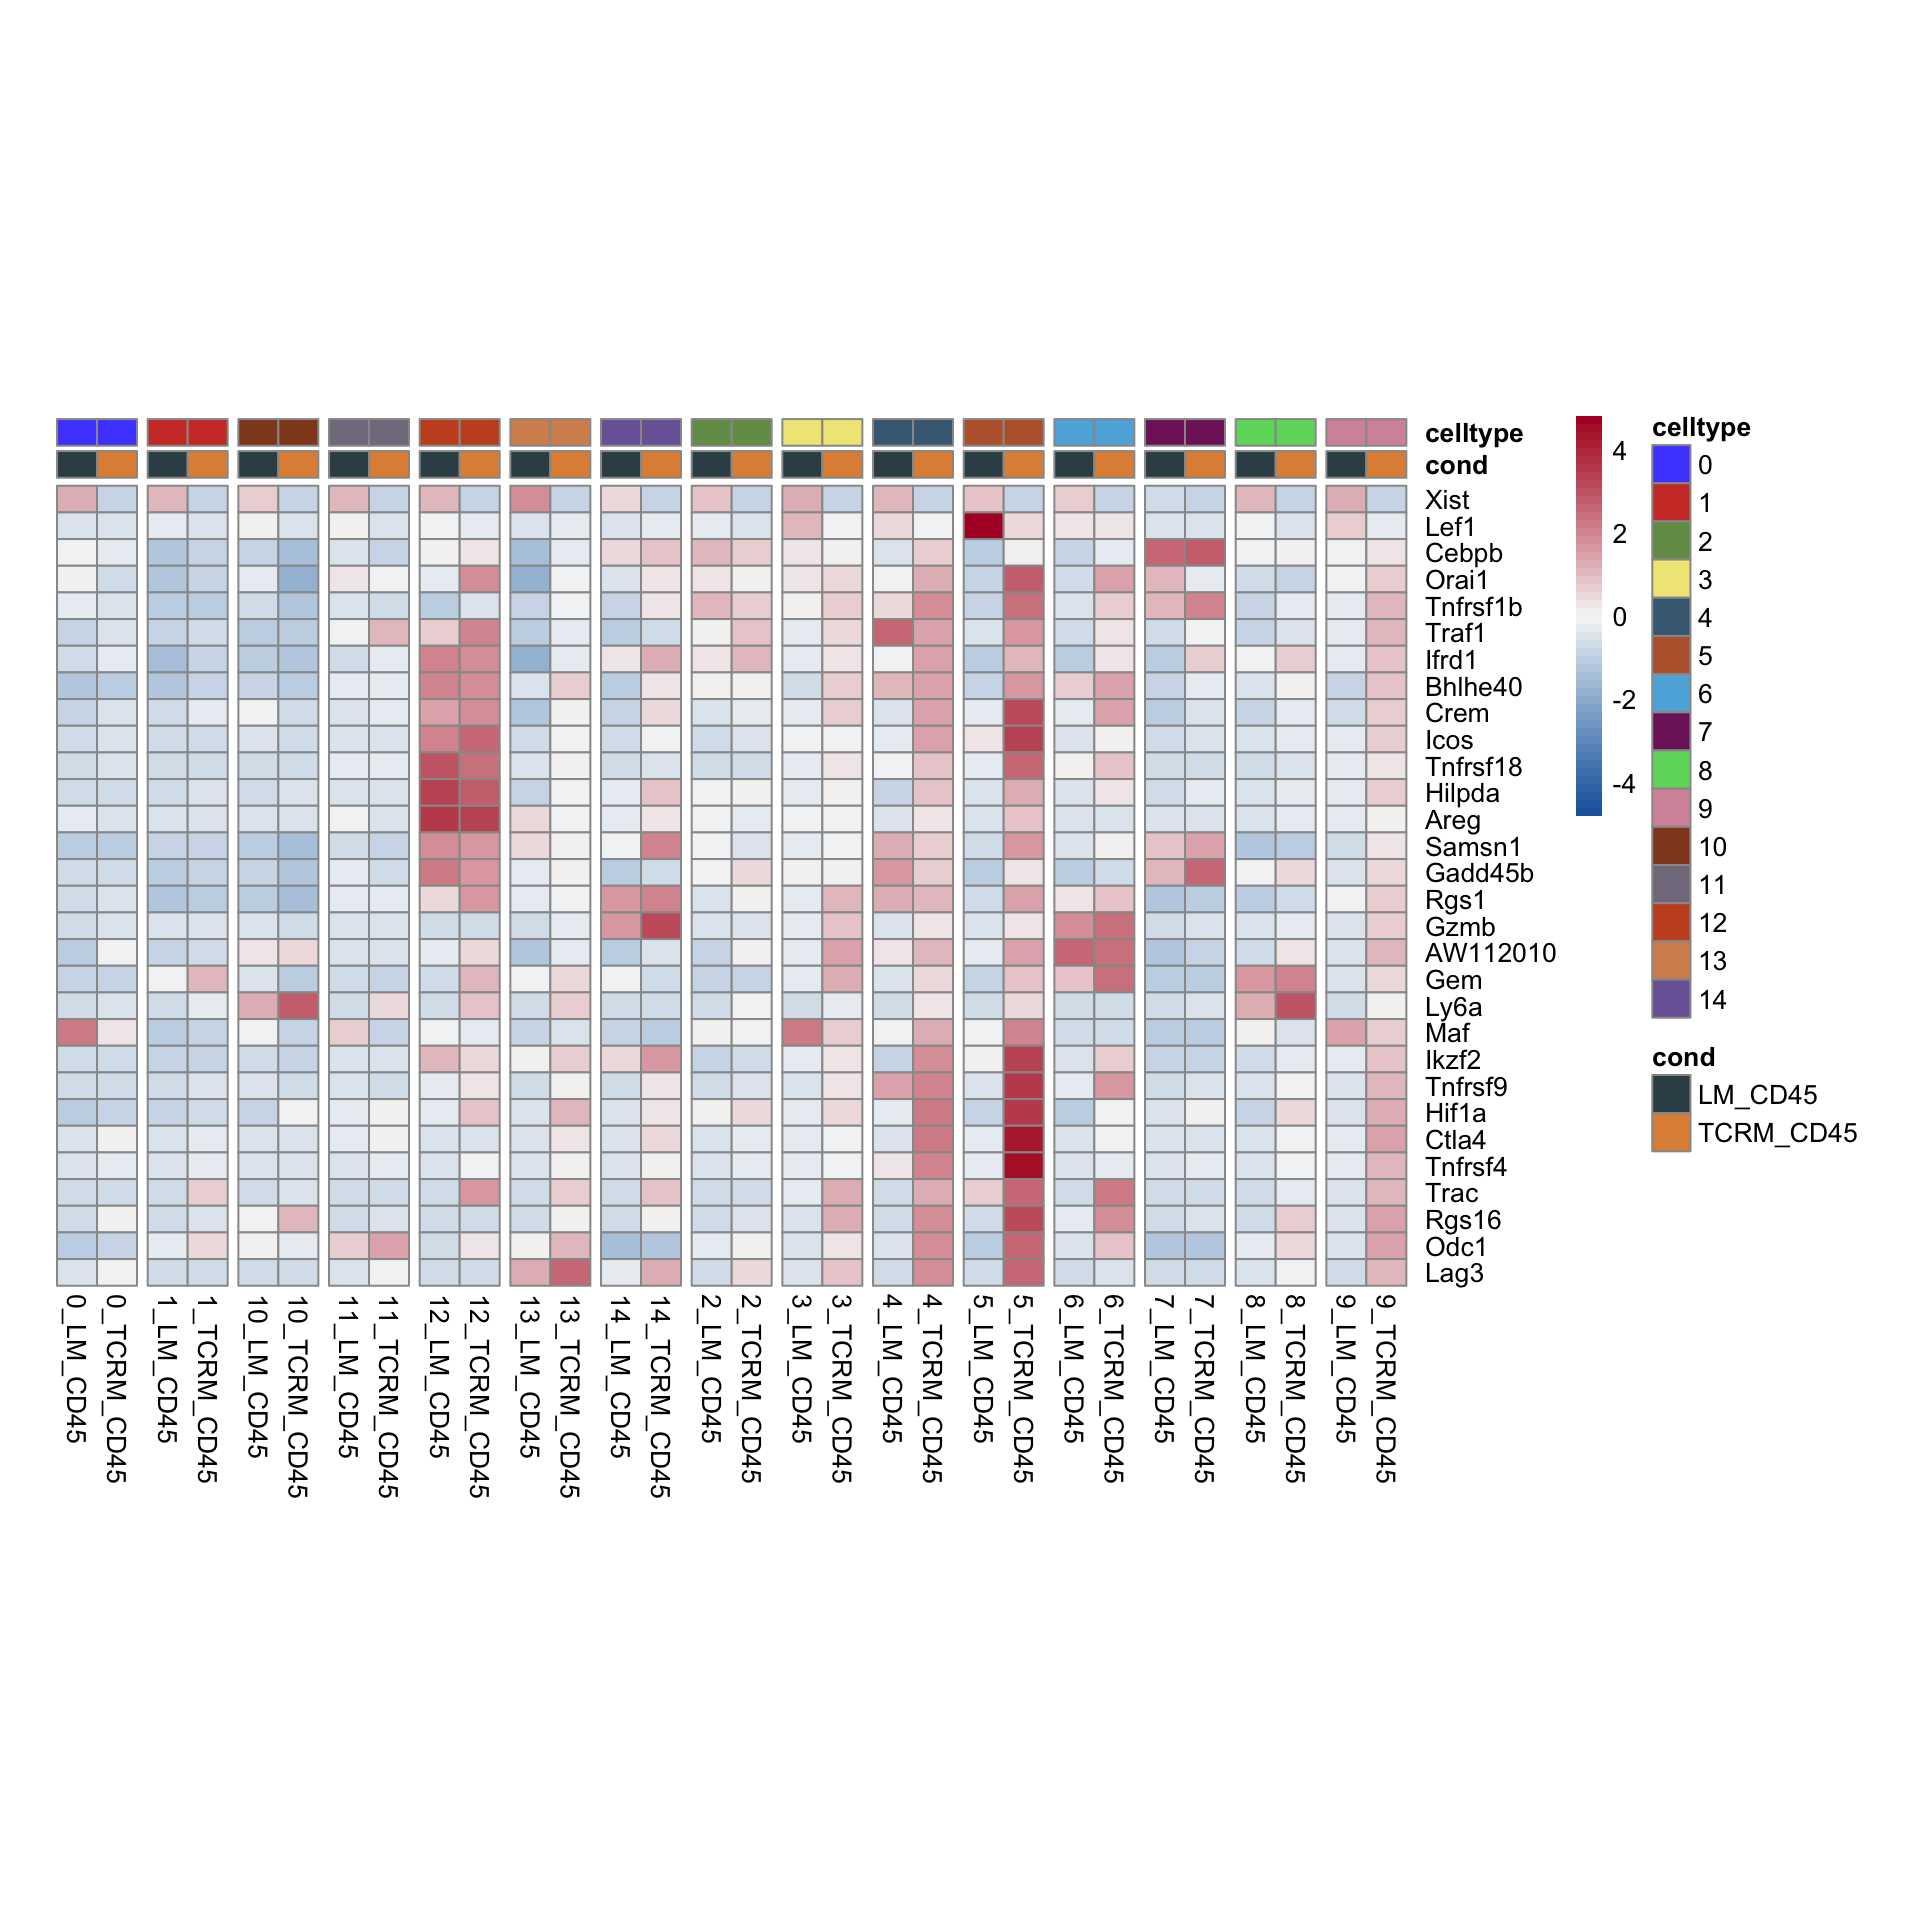 celltype
cond
Xist
Lef1
Cebpb
Orai1
Tnfrsf1b
Traf1
Ifrd1
Bhlhe40
Crem
Icos
Tnfrsf18
Hilpda
Areg
Samsn1
Gadd45b
Rgs1
Gzmb
AW112010
Gem
Ly6a
Maf
Ikzf2
Tnfrsf9
Hif1a
Ctla4
Tnfrsf4
Trac
Rgs16
Odc1
Lag3
0_LM_CD45
0_TCRM_CD45
1_LM_CD45
1_TCRM_CD45
10_LM_CD45
10_TCRM_CD45
11_LM_CD45
11_TCRM_CD45
12_LM_CD45
12_TCRM_CD45
13_LM_CD45
13_TCRM_CD45
14_LM_CD45
14_TCRM_CD45
2_LM_CD45
2_TCRM_CD45
3_LM_CD45
3_TCRM_CD45
4_LM_CD45
4_TCRM_CD45
5_LM_CD45
5_TCRM_CD45
6_LM_CD45
6_TCRM_CD45
7_LM_CD45
7_TCRM_CD45
8_LM_CD45
8_TCRM_CD45
9_LM_CD45
9_TCRM_CD45
4
2
0
-2
-4
celltype
0
1
2
3
4
5
6
7
8
9
10
11
12
13
14
cond
LM_CD45
TCRM_CD45